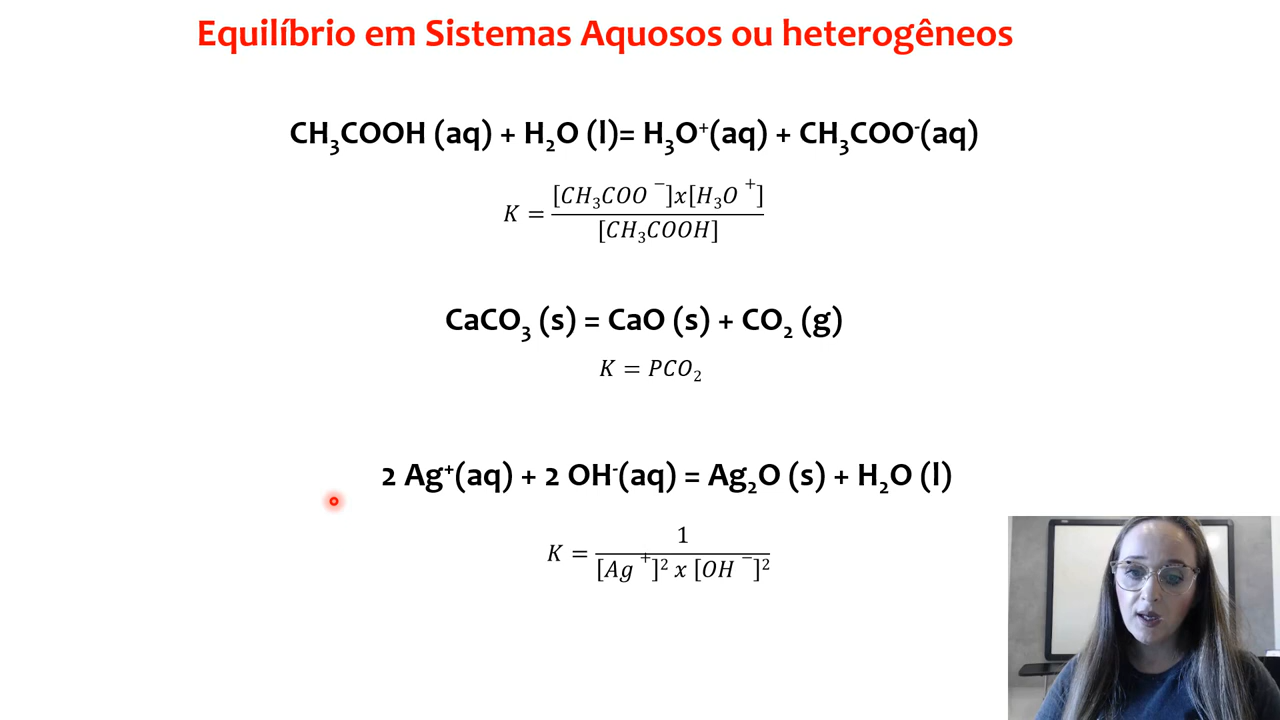 Equilíbrio em Sistemas Aquosos ou heterogêneos
CH₃COOH (aq) + H₂O (l)= H₃O⁺(aq) + CH₃COO⁻(aq)
K = [CH₃COO ⁻]x[H₃O ⁺] / [CH₃COOH]
CaCO₃ (s) = CaO (s) + CO₂ (g)
K = PCO₂
2 Ag⁺(aq) + 2 OH⁻(aq) = Ag₂O (s) + H₂O (l)
K = 1 / [Ag ⁺]² x [OH ⁻]²